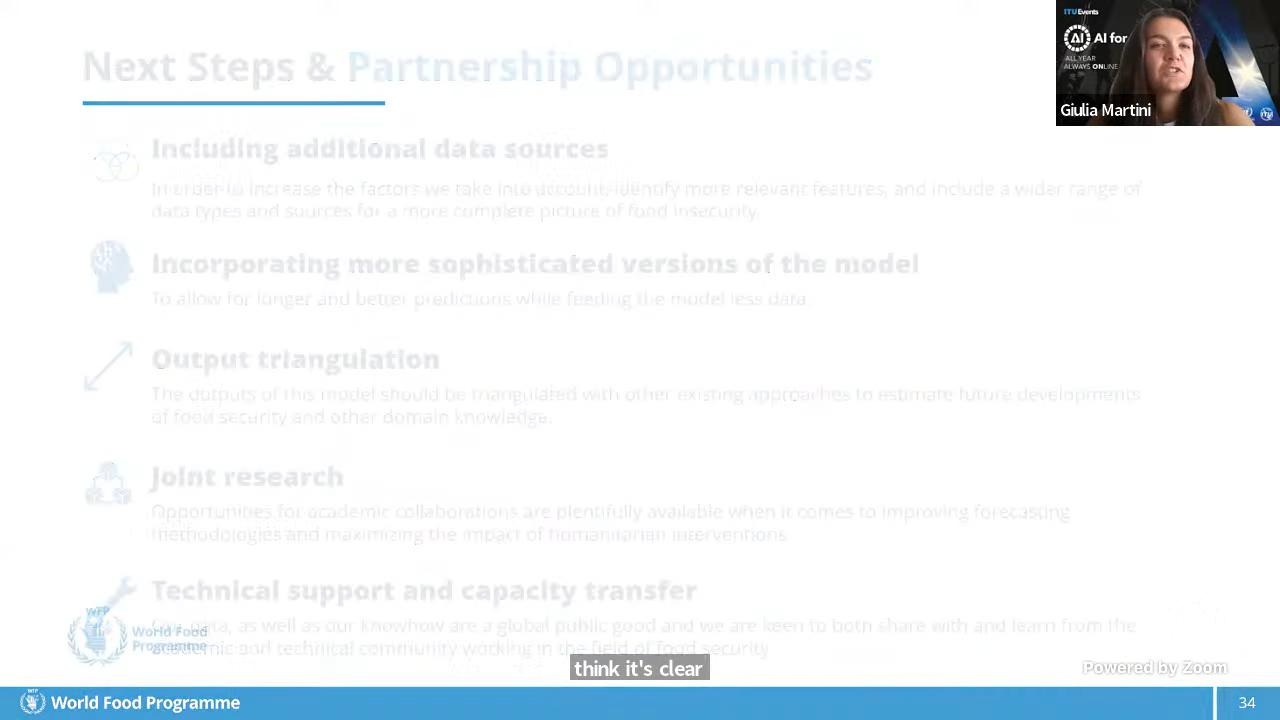 Next Steps & Partnership Opportunities
ITUEvents
AI for
ALL YEAR
ALWAYS ONLINE
Giulia Martini
Including additional data sources
In order to increase the factors we take into account, identify more relevant features, and include a wider range of
data types and sources for a more complete picture of food insecurity.
Incorporating more sophisticated versions of the model
To allow for longer and better predictions while feeding the model less data.
Output triangulation
The outputs of this model should be triangulated with other existing approaches to estimate future developments
of food security and other domain knowledge.
Joint research
Opportunities for academic collaborations are plentifully available when it comes to improving forecasting
methodologies and maximizing the impact of humanitarian interventions.
Technical support and capacity transfer
Our data, as well as our knowhow are a global public good and we are keen to both share with and learn from the
academic and technical community working in the field of food security
WFP
World Food
Programme
think it's clear
Powered by Zoom
World Food Programme
34